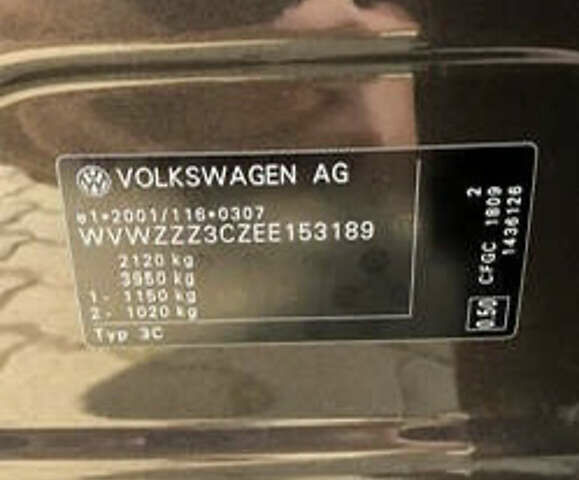 VOLKSWAGEN AG
e1*2001/116*0307
WVWZZZ3CZEE153189
2120 kg
3950 kg
1- 1150 kg
2- 1020 kg
Typ 3C
2
CFGC 1809
1436126
0.50